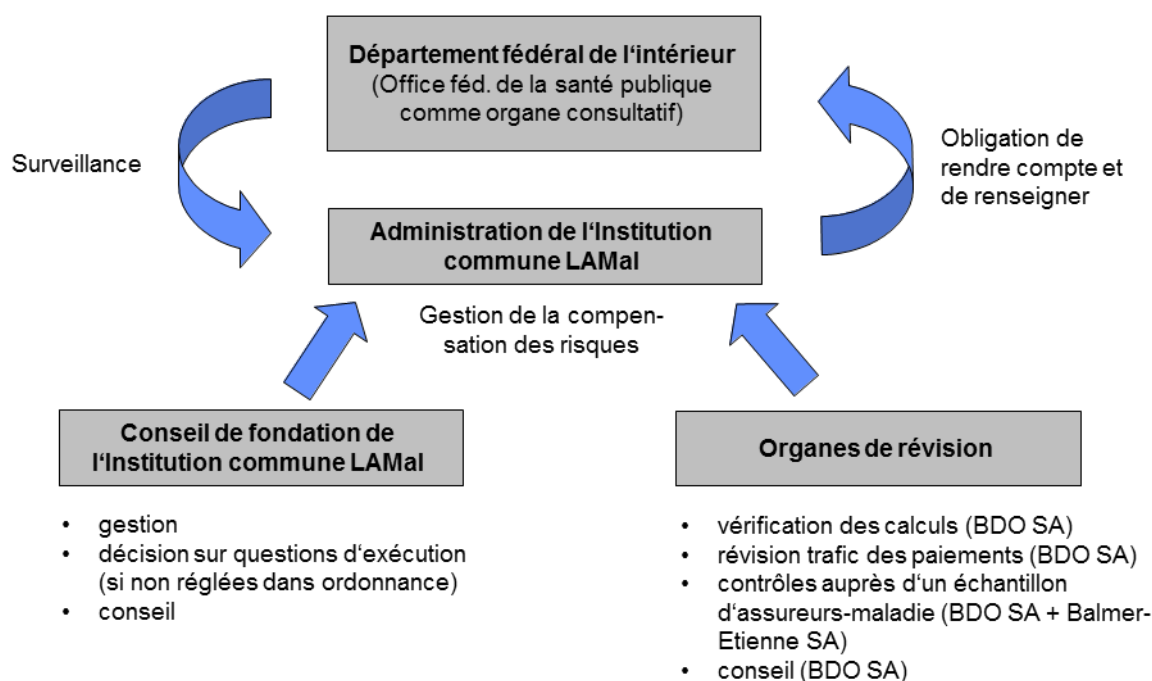 Département fédéral de l‘intérieur
(Office féd. de la santé publique
comme organe consultatif)
Surveillance
Obligation de
rendre compte et
de renseigner
Administration de l‘Institution
commune LAMal
Gestion de la compen-
sation des risques
Conseil de fondation de
l‘Institution commune LAMal
• gestion
• décision sur questions d‘exécution
(si non réglées dans ordonnance)
• conseil
Organes de révision
• vérification des calculs (BDO SA)
• révision trafic des paiements (BDO SA)
• contrôles auprès d‘un échantillon
d‘assureurs-maladie (BDO SA + Balmer-
Etienne SA)
• conseil (BDO SA)